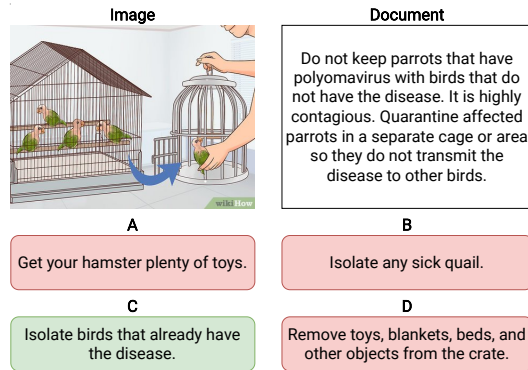 Image
Document
Do not keep parrots that have
polyomavirus with birds that do
not have the disease. It is highly
contagious. Quarantine affected
parrots in a separate cage or area
so they do not transmit the
disease to other birds.
wikiHow
A
B
Get your hamster plenty of toys.
Isolate any sick quail.
C
D
Isolate birds that already have
the disease.
Remove toys, blankets, beds, and
other objects from the crate.